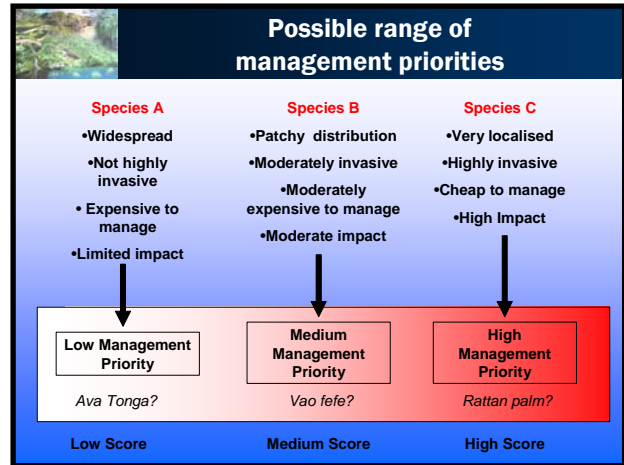 Possible range of
management priorities
Species A
•Widespread
•Not highly
invasive
• Expensive to
manage
•Limited impact
Species B
•Patchy distribution
•Moderately invasive
•Moderately
expensive to manage
•Moderate impact
Species C
•Very localised
•Highly invasive
•Cheap to manage
•High Impact
Low Management
Priority
Medium
Management
Priority
High
Management
Priority
Ava Tonga?
Vao fefe?
Rattan palm?
Low Score
Medium Score
High Score